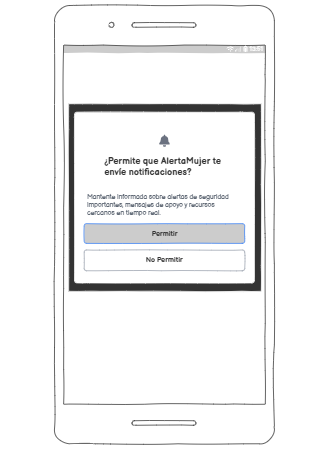 ¿Permite que AlertaMujer te
envíe notificaciones?
Mantente informada sobre alertas de seguridad
importantes, mensajes de apoyo y recursos
cercanos en tiempo real.
Permitir
No Permitir